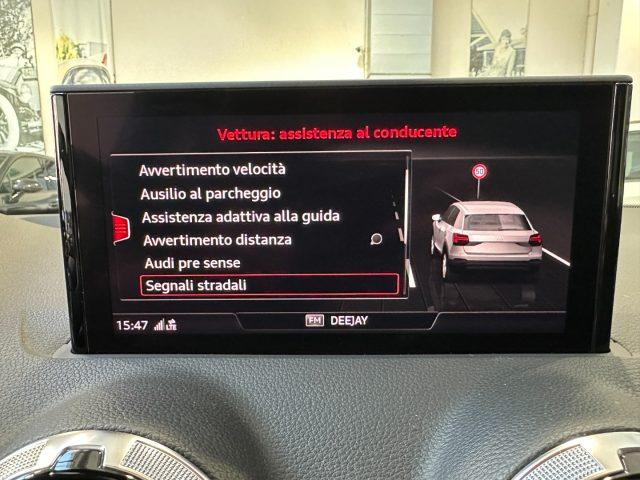 Vettura: assistenza al conducente
Avvertimento velocità
Ausilio al parcheggio
Assistenza adattiva alla guida
Avvertimento distanza
Audi pre sense
Segnali stradali
50
15:47 LTE
FM DEEJAY